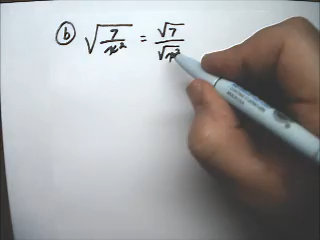 ⓑ √(7/x²) = √7/√x²